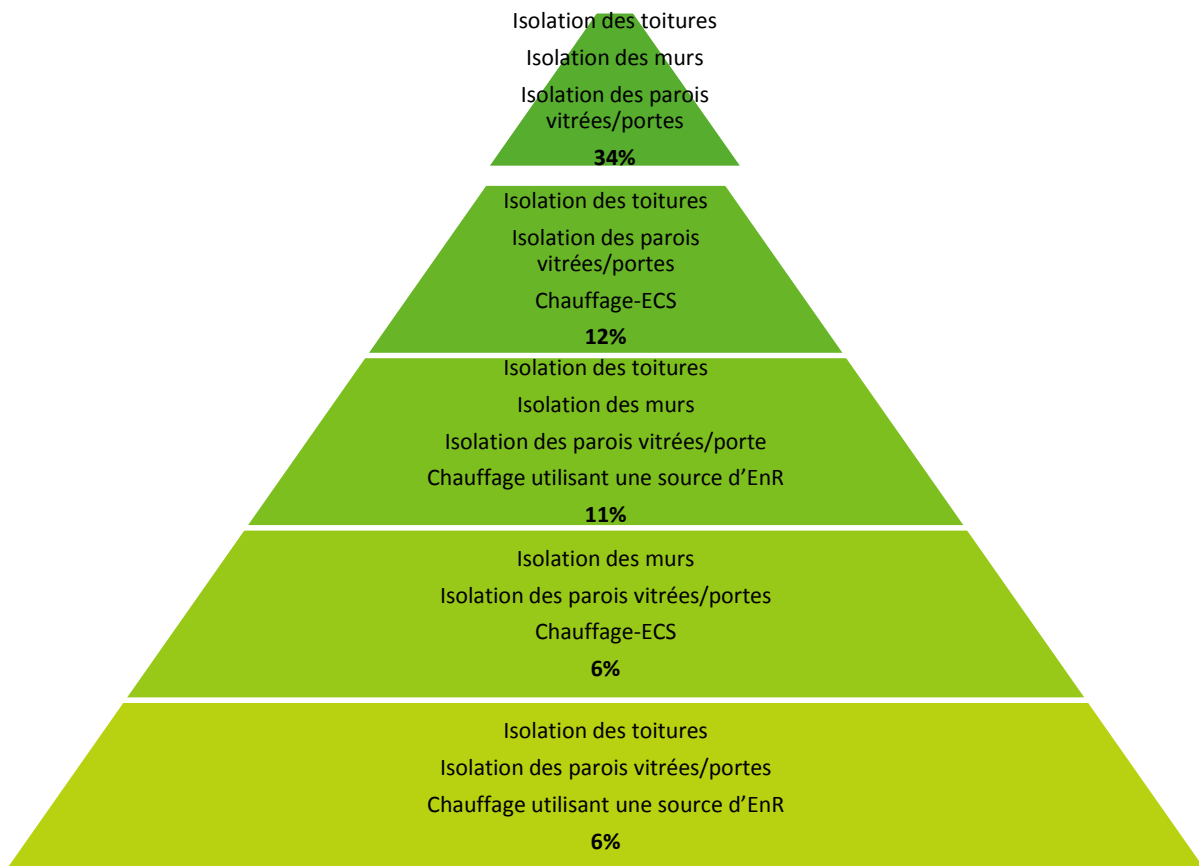 Isolation des toitures
Isolation des murs
Isolation des parois
vitrées/portes
34%
Isolation des toitures
Isolation des parois
vitrées/portes
Chauffage-ECS
12%
Isolation des toitures
Isolation des murs
Isolation des parois vitrées/porte
Chauffage utilisant une source d’EnR
11%
Isolation des murs
Isolation des parois vitrées/portes
Chauffage-ECS
6%
Isolation des toitures
Isolation des parois vitrées/portes
Chauffage utilisant une source d’EnR
6%